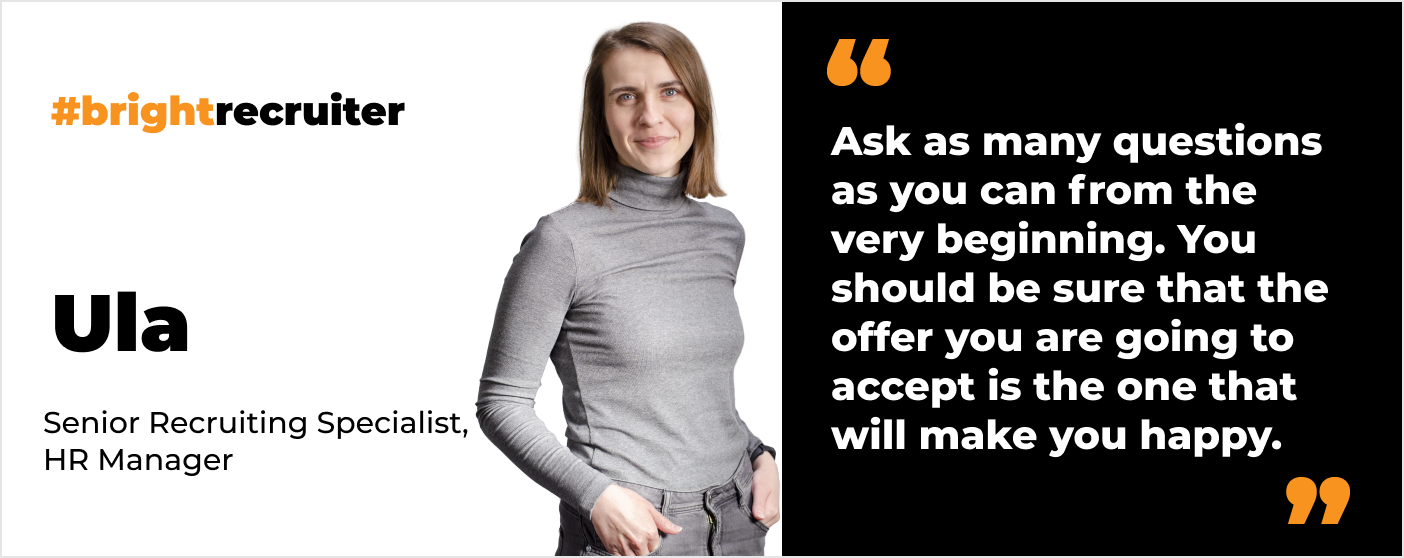 #brightrecruiter
Ula
Senior Recruiting Specialist,
HR Manager
“
Ask as many questions
as you can from the
very beginning. You
should be sure that the
offer you are going to
accept is the one that
will make you happy.
”